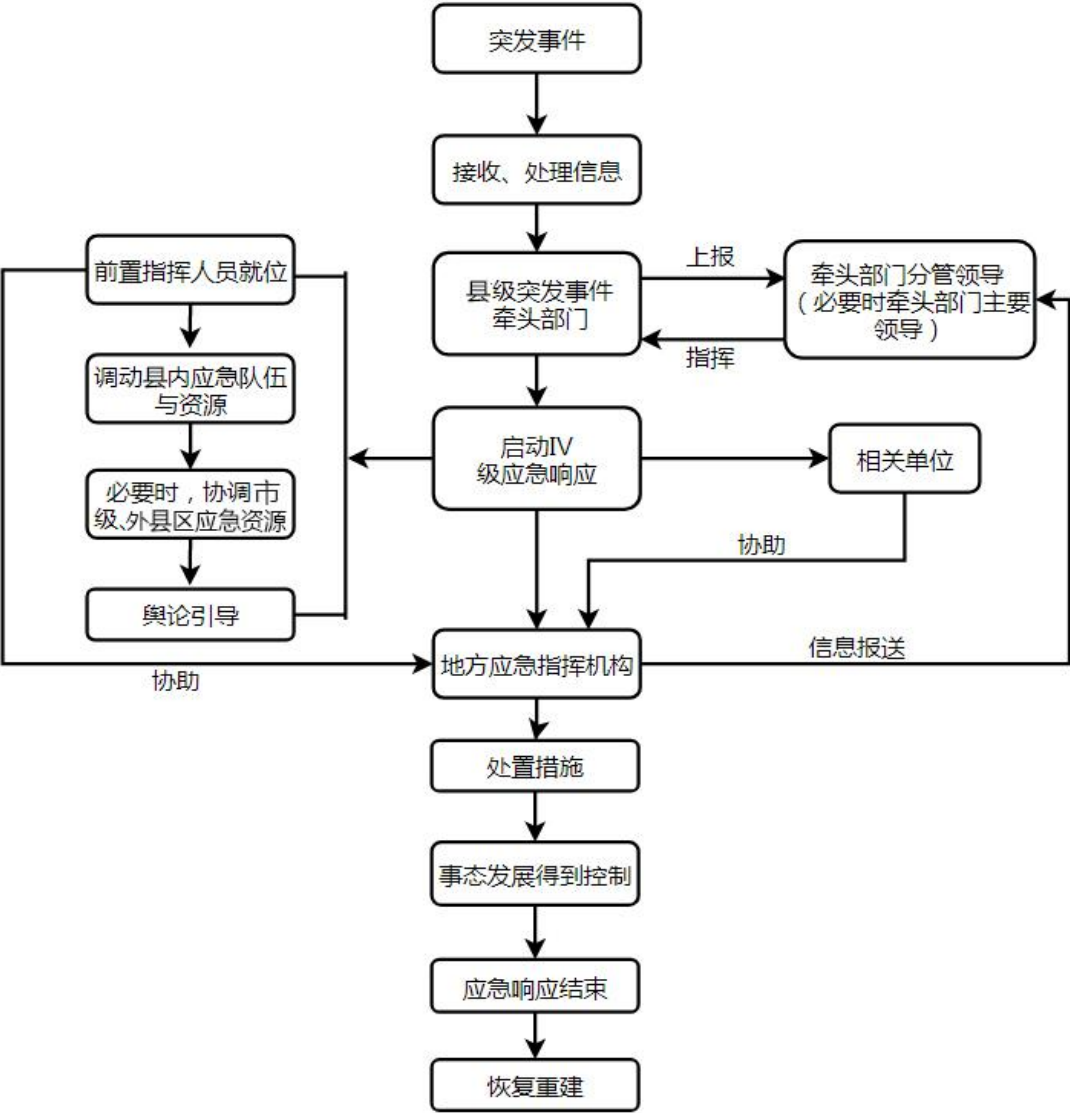 突发事件
接收、处理信息
前置指挥人员就位
县级突发事件
牵头部门
上报
指挥
牵头部门分管领导
（必要时牵头部门主要
领导）
调动县内应急队伍
与资源
启动IV
级应急响应
相关单位
必要时，协调市
级、外县区应急资源
协助
舆论引导
地方应急指挥机构
信息报送
协助
处置措施
事态发展得到控制
应急响应结束
恢复重建